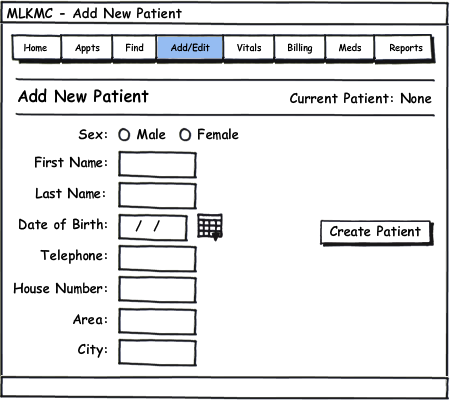 MLKMC - Add New Patient
Home Appts Find Add/Edit Vitals Billing Meds Reports
Add New Patient Current Patient: None
Sex: Male Female
First Name:
Last Name:
Date of Birth: / /
Create Patient
Telephone:
House Number:
Area:
City: